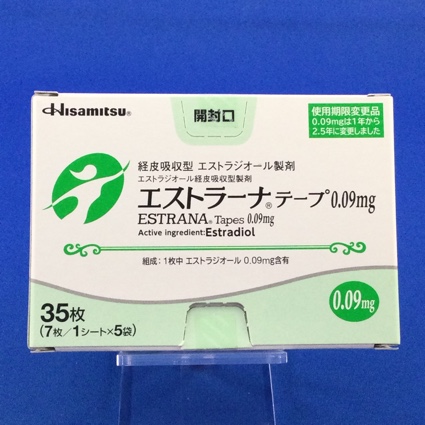 Hisamitsu®
開封口
使用期限変更品
0.09mgは1年から
2.5年に変更しました
経皮吸収型 エストラジオール製剤
エストラジオール経皮吸収型製剤
エストラーナ®テープ0.09mg
ESTRANA® Tapes 0.09mg
Active ingredient:Estradiol
組成:1枚中 エストラジオール 0.09mg含有
35枚
(7枚/1シート×5袋)
0.09mg